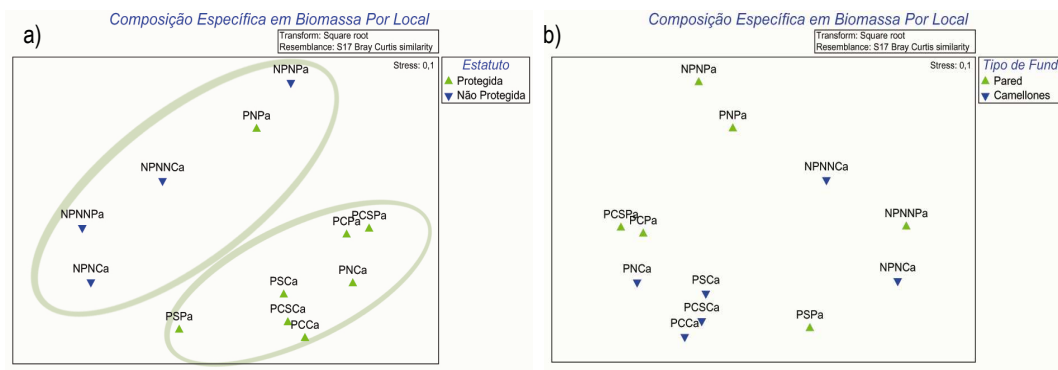 a)
Composição Específica em Biomassa Por Local
Transform: Square root
Resemblance: S17 Bray Curtis similarity
Stress: 0,1
Estatuto
Protegida
Não Protegida
NPNPa
PNPa
NPNNCa
NPNNPa
PCSPa
PCPa
NPNCa
PNCa
PSCa
PCSCa
PSPa
PCCa
b)
Composição Específica em Biomassa Por Local
Transform: Square root
Resemblance: S17 Bray Curtis similarity
Stress: 0,1
Tipo de Fund
Pared
Camellones
NPNPa
PNPa
NPNNCa
PCSPa
PCPa
NPNNPa
PNCa
NPNCa
PSCa
PCSCa
PCCa
PSPa